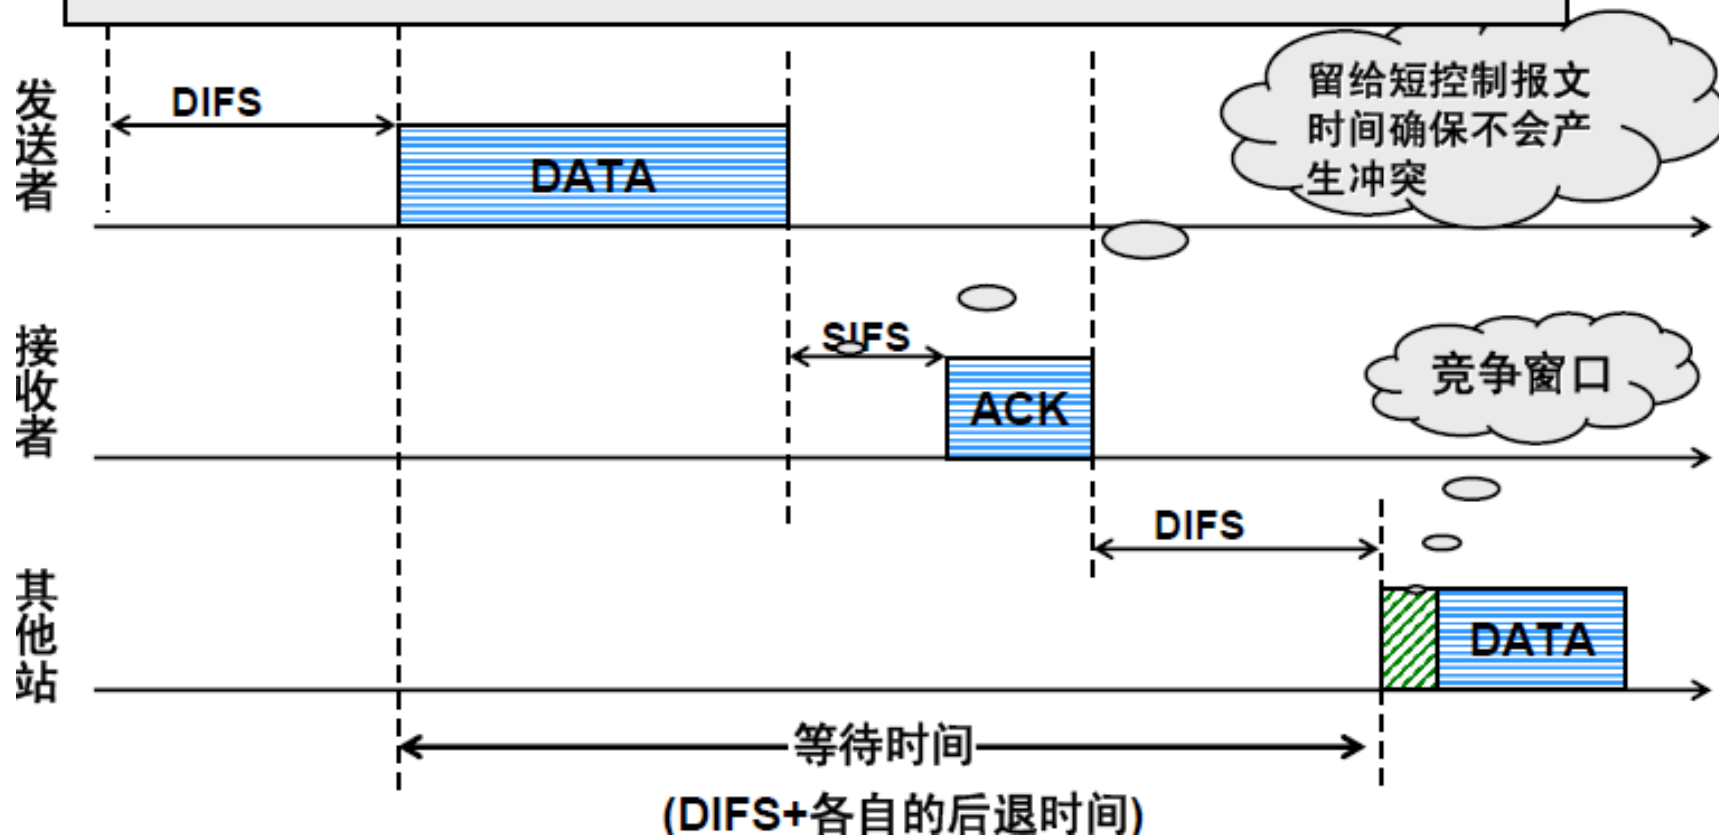 发送者
DIFS
DATA
留给短控制报文
时间确保不会产
生冲突
接收者
SIFS
ACK
竞争窗口
DIFS
其他站
DATA
等待时间
(DIFS+各自的后退时间)